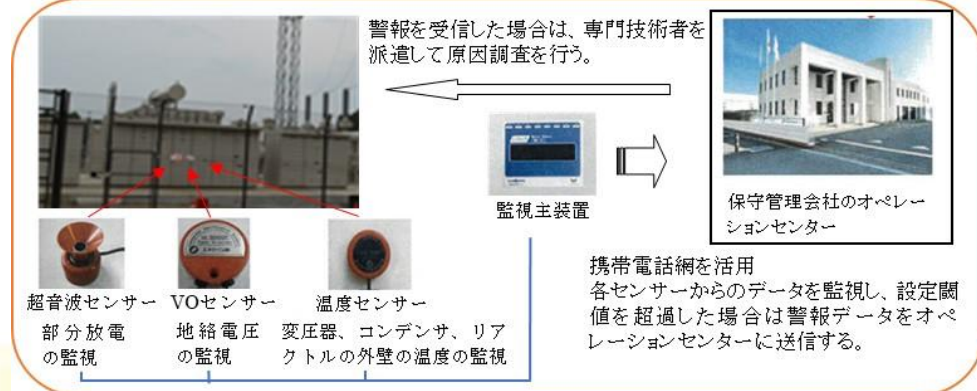 警報を受信した場合は、専門技術者を
派遣して原因調査を行う。
監視主装置
保守管理会社のオペレー
ションセンター
超音波センサー
部分放電
の監視
VOセンサー
地絡電圧
の監視
温度センサー
変圧器、コンデンサ、リア
クトルの外壁の温度の監視
携帯電話網を活用
各センサーからのデータを監視し、設定閾
値を超過した場合は警報データをオペ
レーションセンターに送信する。